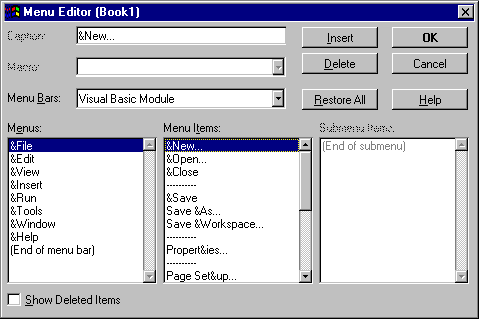 Menu Editor (Book1)
Caption: &New... Insert OK
Macro: Delete Cancel
Menu Bars: Visual Basic Module Restore All Help
Menus: Menu Items: Submenu Items:
&File &New... (End of submenu)
&Edit &Open...
&View &Close
&Insert ----------
&Run &Save
&Tools Save &As...
&Window Save &Workspace...
&Help ----------
(End of menu bar) Propert&ies...
----------
Page Set&up...
Show Deleted Items